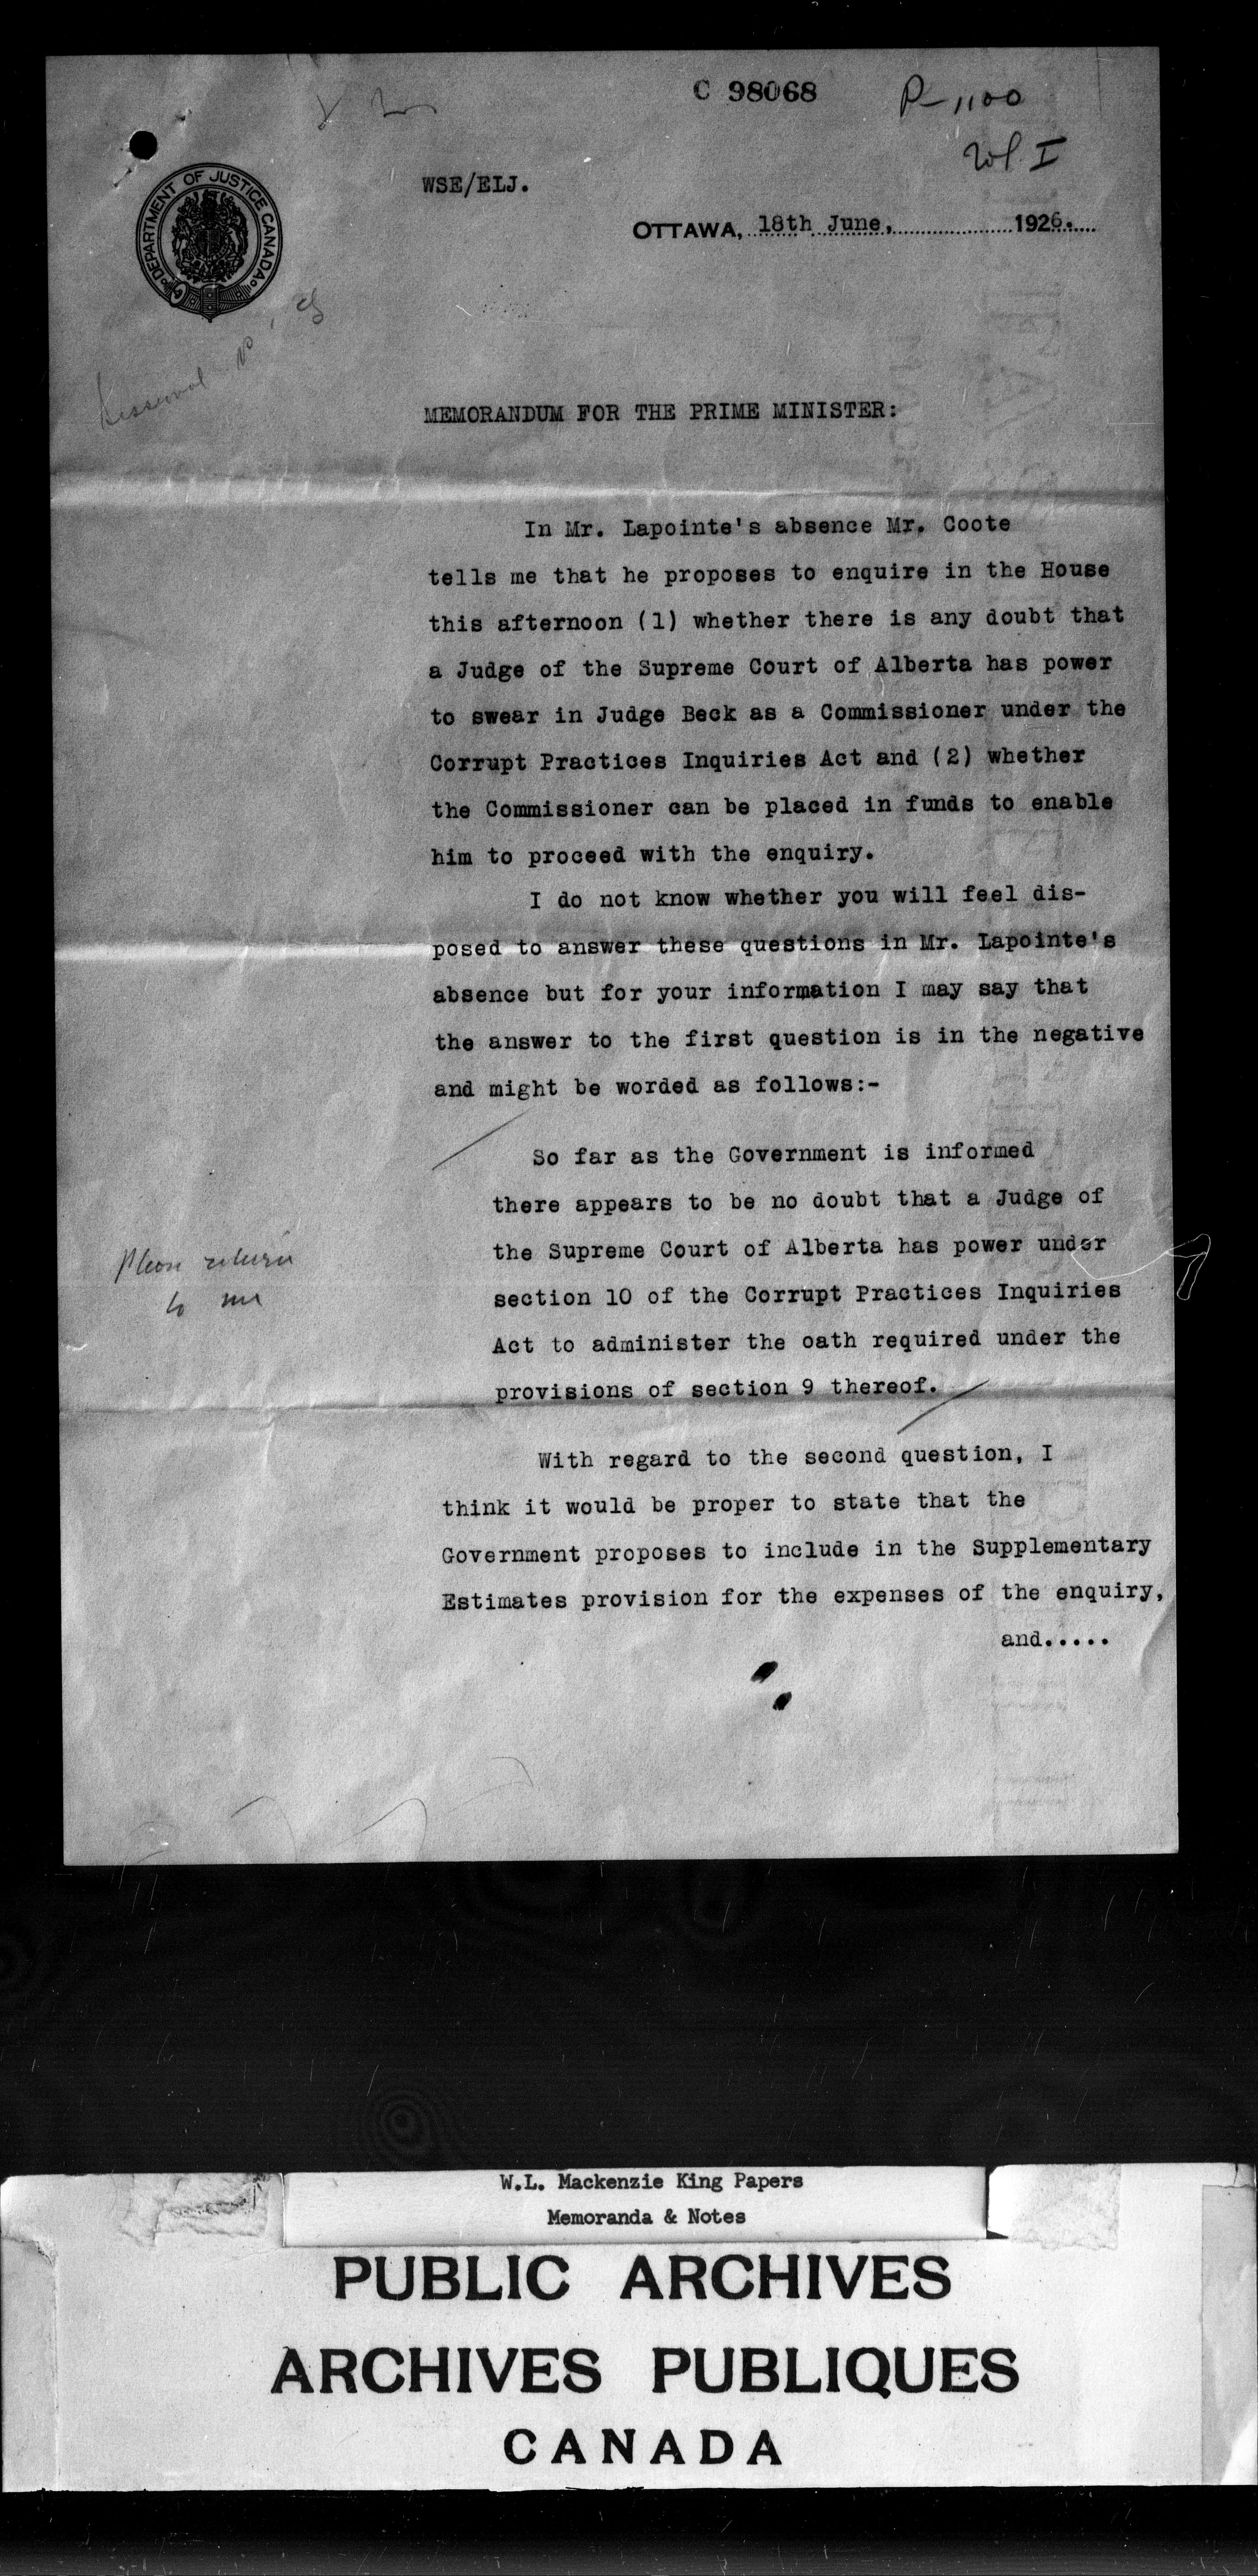 C 98068
P-1100
Vol. I
DEPARTMENT OF JUSTICE CANADA
WSE/ELJ.
OTTAWA, 18th June, 1926.
MEMORANDUM FOR THE PRIME MINISTER:
In Mr. Lapointe's absence Mr. Coote
tells me that he proposes to enquire in the House
this afternoon (1) whether there is any doubt that
a Judge of the Supreme Court of Alberta has power
to swear in Judge Beck as a Commissioner under the
Corrupt Practices Inquiries Act and (2) whether
the Commissioner can be placed in funds to enable
him to proceed with the enquiry.
I do not know whether you will feel dis-
posed to answer these questions in Mr. Lapointe's
absence but for your information I may say that
the answer to the first question is in the negative
and might be worded as follows:-
So far as the Government is informed
there appears to be no doubt that a Judge of
the Supreme Court of Alberta has power under
section 10 of the Corrupt Practices Inquiries
Act to administer the oath required under the
provisions of section 9 thereof.
Please return
to me
With regard to the second question, I
think it would be proper to state that the
Government proposes to include in the Supplementary
Estimates provision for the expenses of the enquiry,
and.....
W.L. Mackenzie King Papers
Memoranda & Notes
PUBLIC ARCHIVES
ARCHIVES PUBLIQUES
CANADA